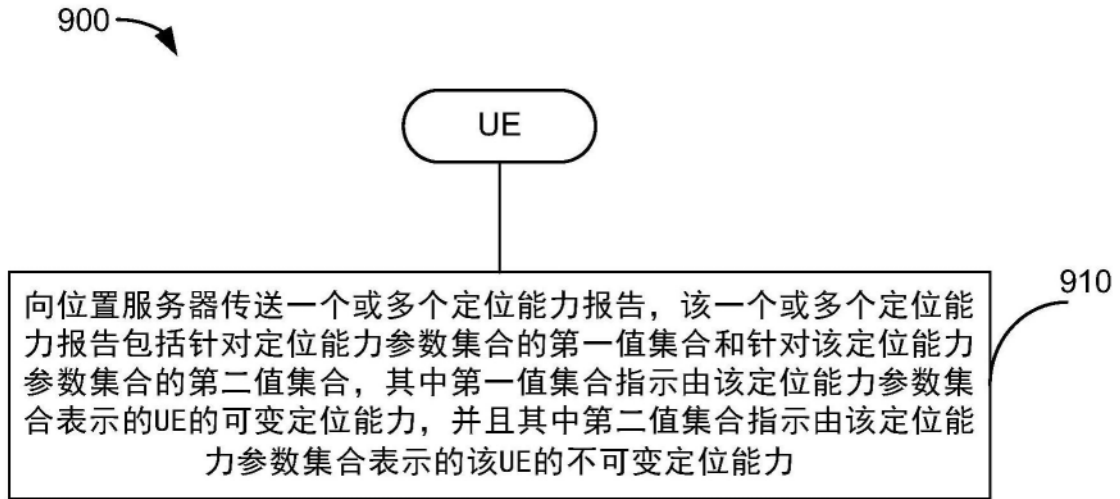 900
UE
向位置服务器传送一个或多个定位能力报告，该一个或多个定位能
力报告包括针对定位能力参数集合的第一值集合和针对该定位能力
参数集合的第二值集合，其中第一值集合指示由该定位能力参数集
合表示的UE的可变定位能力，并且其中第二值集合指示由该定位能
力参数集合表示的该UE的不可变定位能力
910